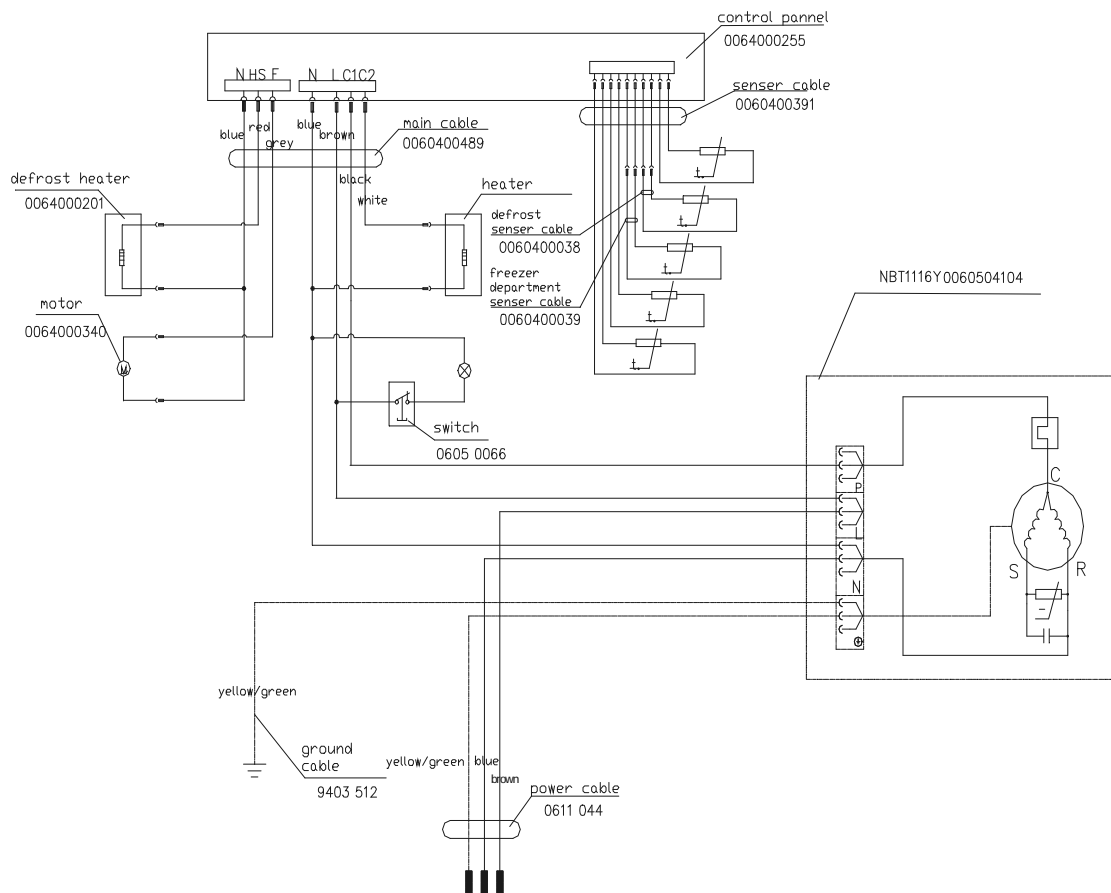 control pannel
0064000255
N HS F
N L C1 C2
senser cable
0060400391
blue
red
grey
blue
brown
main cable
0060400489
black
white
defrost heater
0064000201
heater
defrost
senser cable
0060400038
freezer
department
senser cable
0060400039
t.
t.
t.
t.
t.
NBT1116Y 0060504104
motor
0064000340
M
switch
0605 0066
P
L
N
C
S
R
yellow/green
ground
cable
9403 512
yellow/green
blue
brown
power cable
0611 044